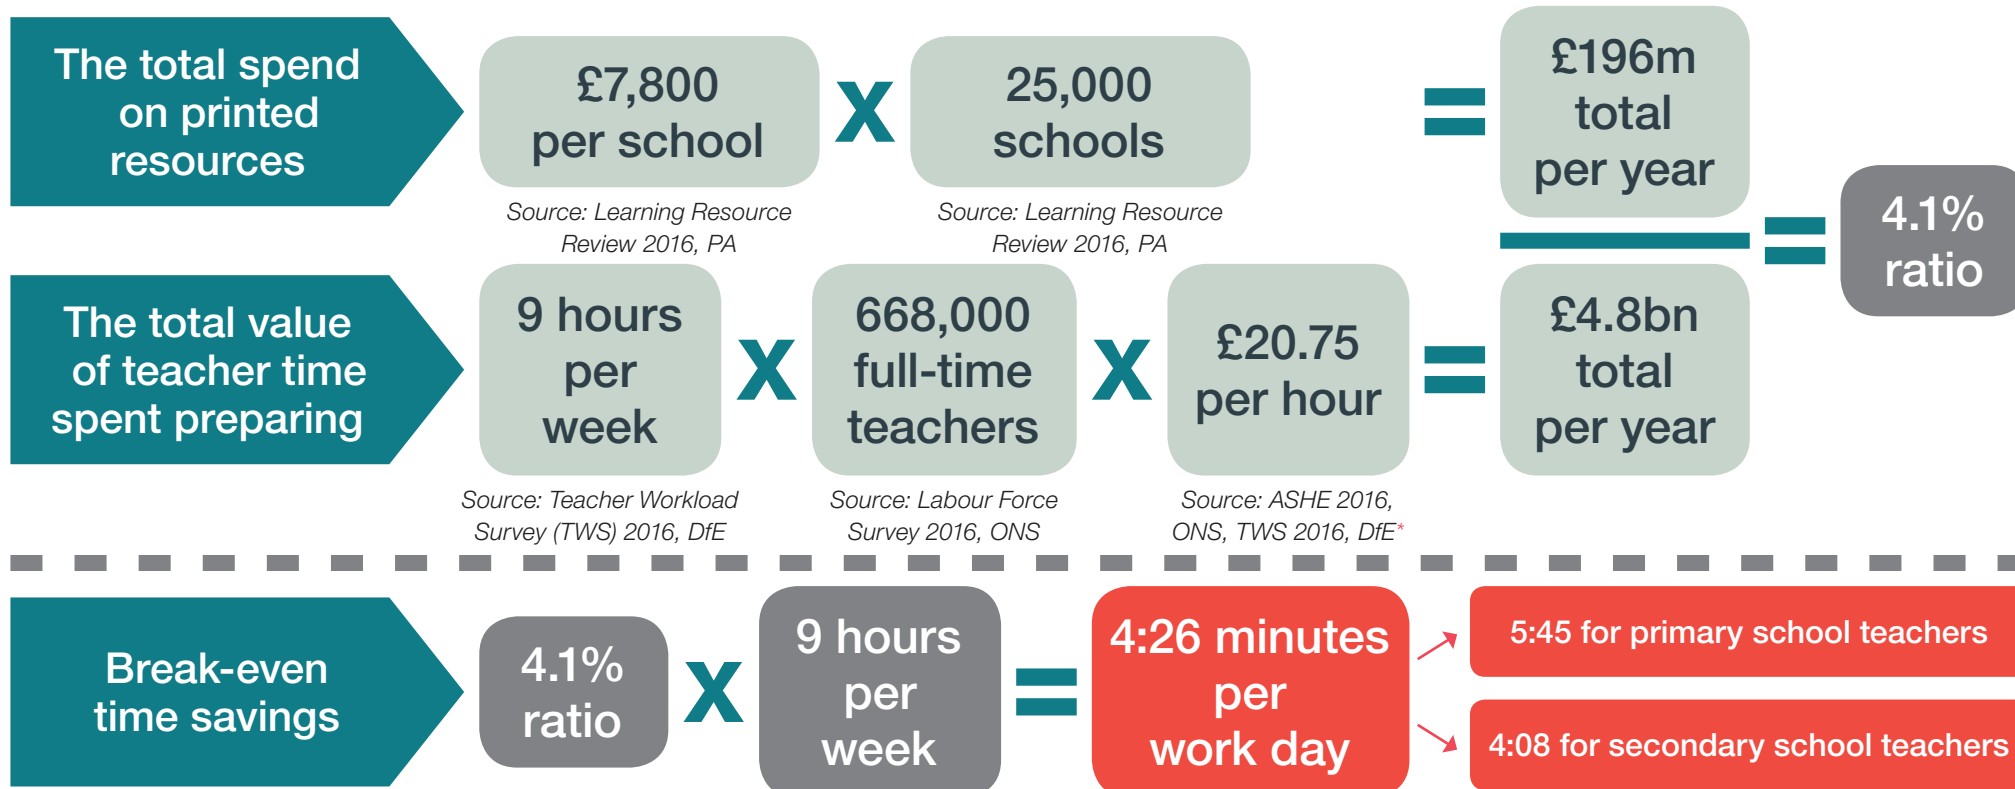 The total spend
on printed
resources
£7,800
per school
X
25,000
schools
=
£196m
total
per year
Source: Learning Resource
Review 2016, PA
Source: Learning Resource
Review 2016, PA
=
4.1%
ratio
The total value
of teacher time
spent preparing
9 hours
per
week
X
668,000
full-time
teachers
X
£20.75
per hour
=
£4.8bn
total
per year
Source: Teacher Workload
Survey (TWS) 2016, DfE
Source: Labour Force
Survey 2016, ONS
Source: ASHE 2016,
ONS, TWS 2016, DfE*
Break-even
time savings
4.1%
ratio
X
9 hours
per
week
=
4:26 minutes
per
work day
5:45 for primary school teachers
4:08 for secondary school teachers